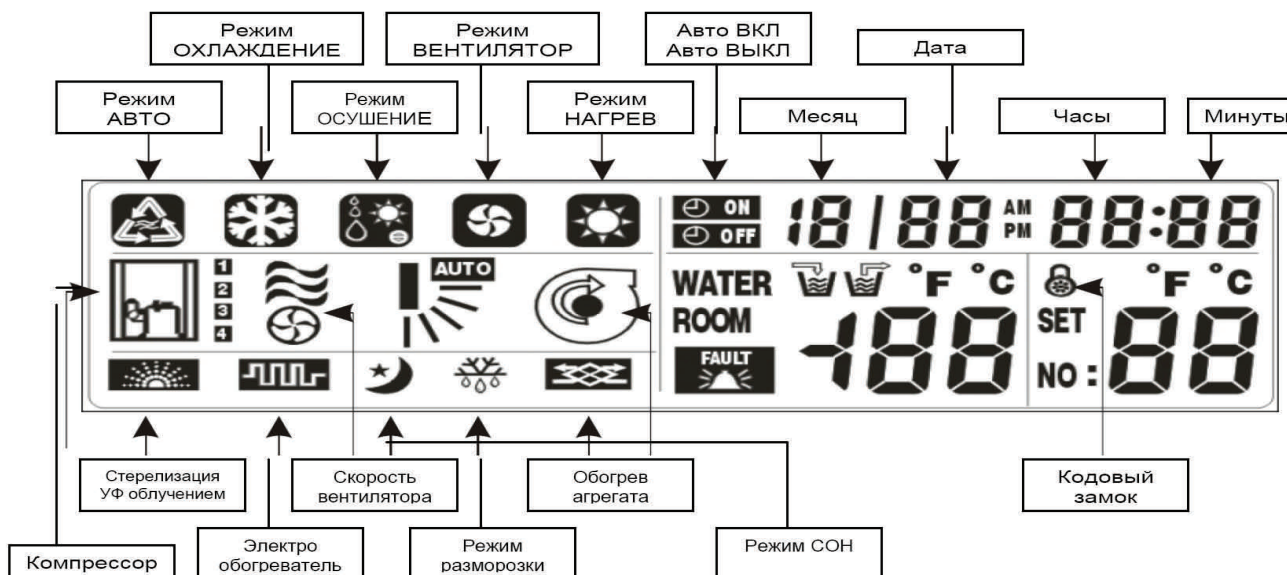 Режим
ОХЛАЖДЕНИЕ
Режим
ВЕНТИЛЯТОР
Авто ВКЛ
Авто ВЫКЛ
Дата
Режим
АВТО
Режим
ОСУШЕНИЕ
Режим
НАГРЕВ
Месяц
Часы
Минуты
ON
OFF
18/88 AM PM 88:88
1
2
3
4
AUTO
WATER
ROOM
°F °C
FAULT
-188
°F °C
SET
NO:
88
Стерелизация
УФ облучением
Скорость
вентилятора
Обогрев
агрегата
Кодовый
замок
Компрессор
Электро
обогреватель
Режим
разморозки
Режим СОН